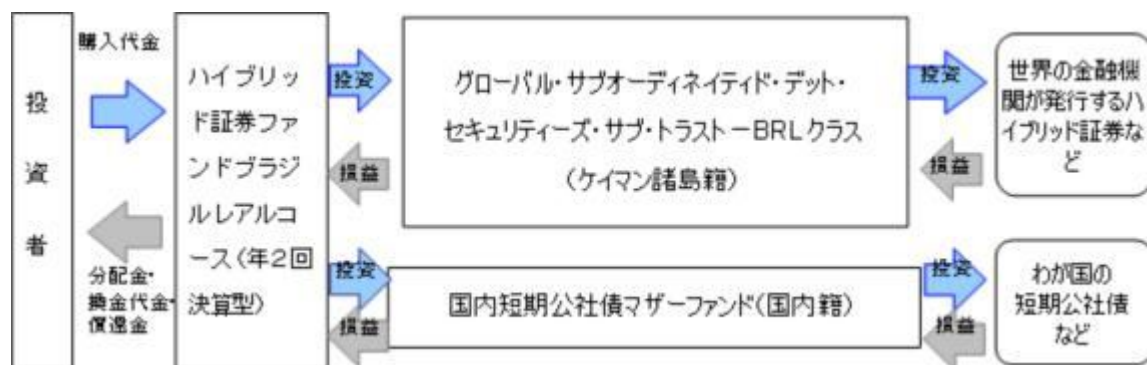 投
資
者
購入代金
分配金・
換金代金・
償還金
ハイブリッ
ド証券ファ
ンドブラジ
ルレアルコ
ース(年2回
決算型)
投資
損益
投資
損益
グローバル・サブオーディネイティド・デット・
セキュリティーズ・サブ・トラスト－BRLクラス
(ケイマン諸島籍)
国内短期公社債マザーファンド(国内籍)
投資
損益
投資
損益
世界の金融機
関が発行するハ
イブリッド証券な
ど
わが国の
短期公社債
など